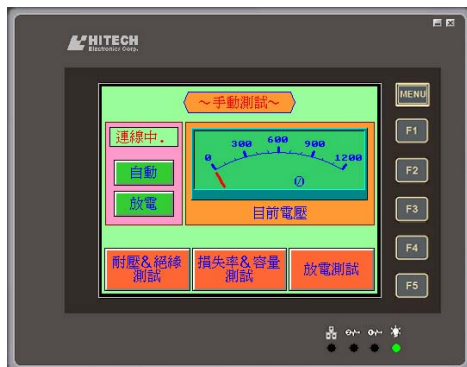 HITECH
Electronics Corp.
～手動測試～
MENU
連線中.
300 600 900
0 1200
F1
自動
0
F2
放電
目前電壓
F3
耐壓&絕緣
測試
損失率&容量
測試
放電測試
F4
F5